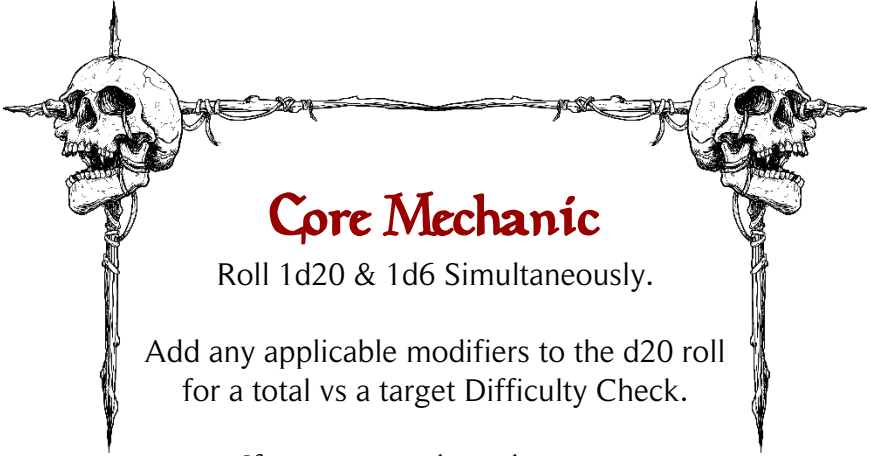 Core Mechanic
Roll 1d20 & 1d6 Simultaneously.
Add any applicable modifiers to the d20 roll
for a total vs a target Difficulty Check.
If